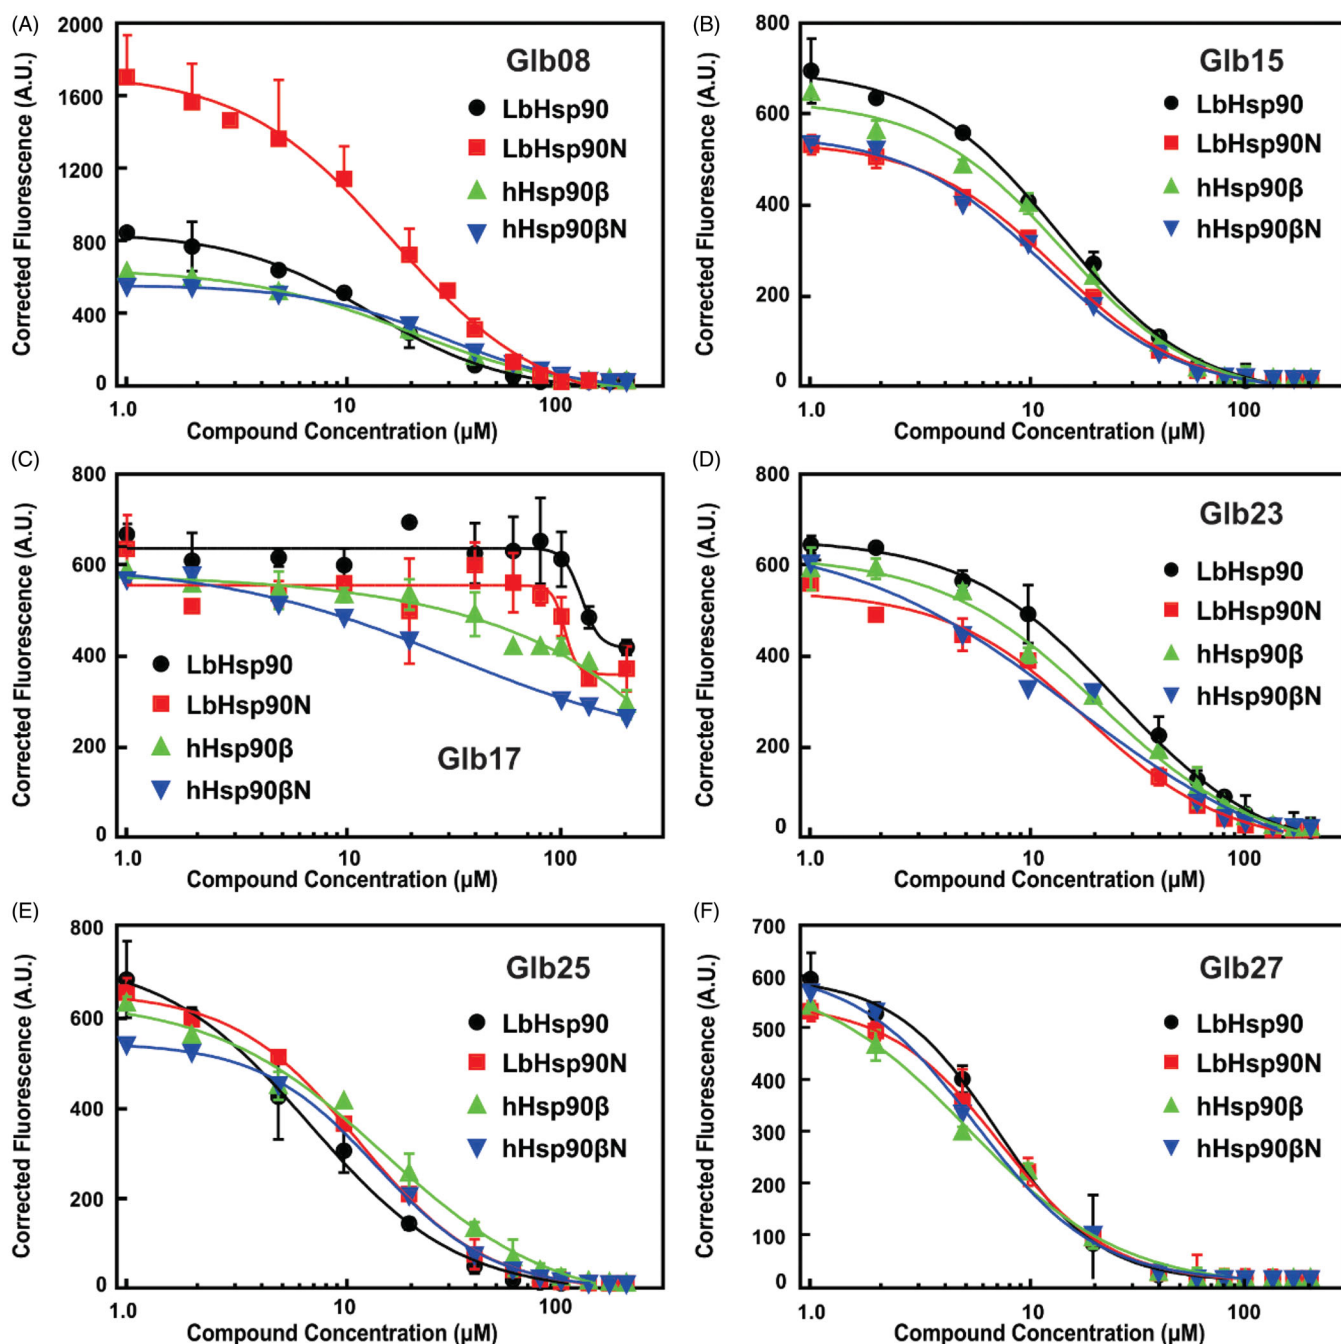 (A)
2000
1600
1200
800
400
0
Corrected Fluorescence (A.U.)
Glb08
LbHsp90
LbHsp90N
hHsp90β
hHsp90βN
1.0
10
100
Compound Concentration (µM)
(B)
800
600
400
200
0
Corrected Fluorescence (A.U.)
Glb15
LbHsp90
LbHsp90N
hHsp90β
hHsp90βN
1.0
10
100
Compound Concentration (µM)
(C)
800
600
400
200
0
Corrected Fluorescence (A.U.)
LbHsp90
LbHsp90N
hHsp90β
hHsp90βN
Glb17
1.0
10
100
Compound Concentration (µM)
(D)
800
600
400
200
0
Corrected Fluorescence (A.U.)
Glb23
LbHsp90
LbHsp90N
hHsp90β
hHsp90βN
1.0
10
100
Compound Concentration (µM)
(E)
800
600
400
200
0
Corrected Fluorescence (A.U.)
Glb25
LbHsp90
LbHsp90N
hHsp90β
hHsp90βN
1.0
10
100
Compound Concentration (µM)
(F)
700
600
500
400
300
200
100
0
Corrected Fluorescence (A.U.)
Glb27
LbHsp90
LbHsp90N
hHsp90β
hHsp90βN
1.0
10
100
Compound Concentration (µM)